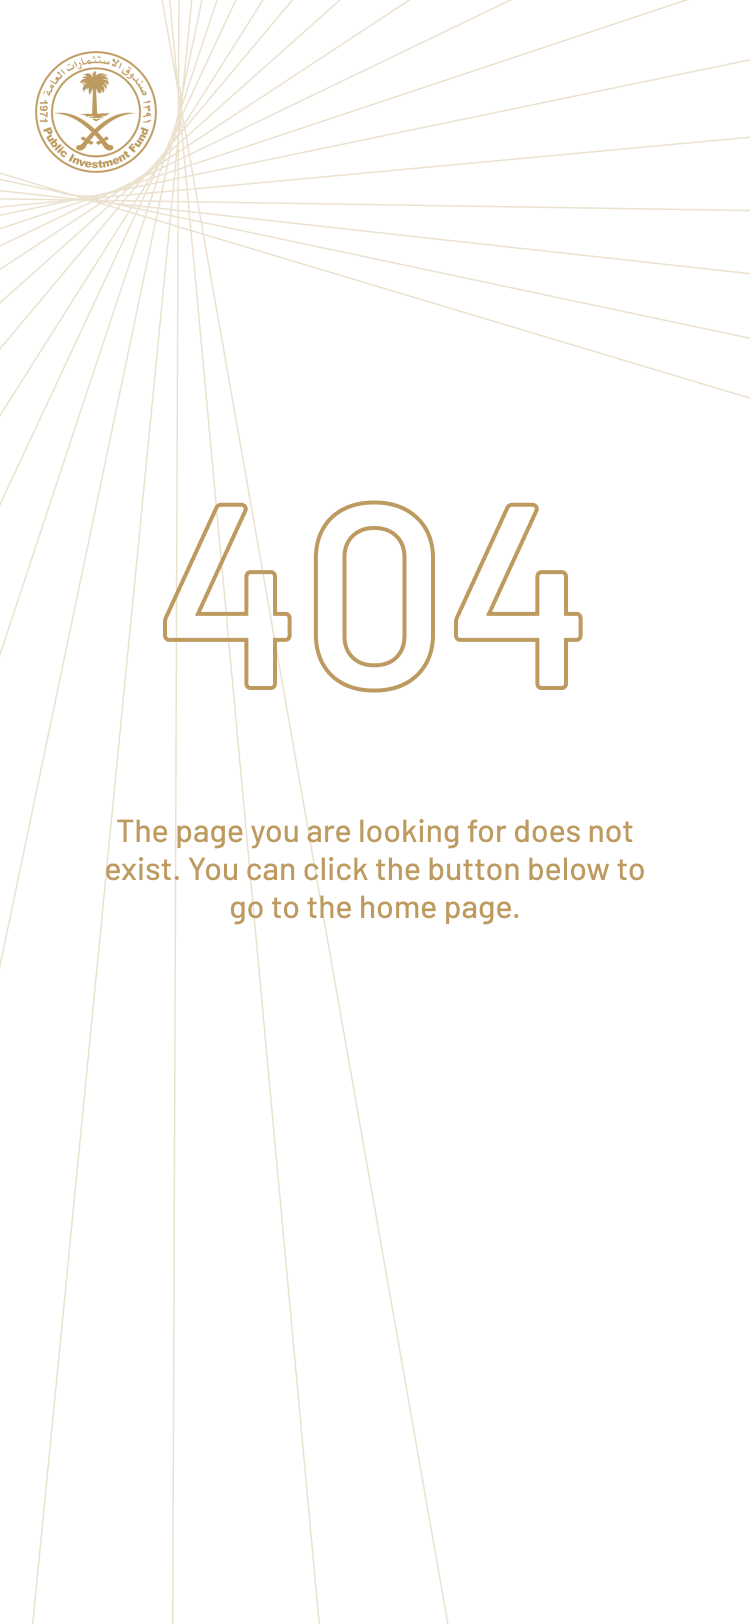 صندوق الاستثمارات العامة
١٣٩١
1971
Public Investment Fund
404
The page you are looking for does not
exist. You can click the button below to
go to the home page.